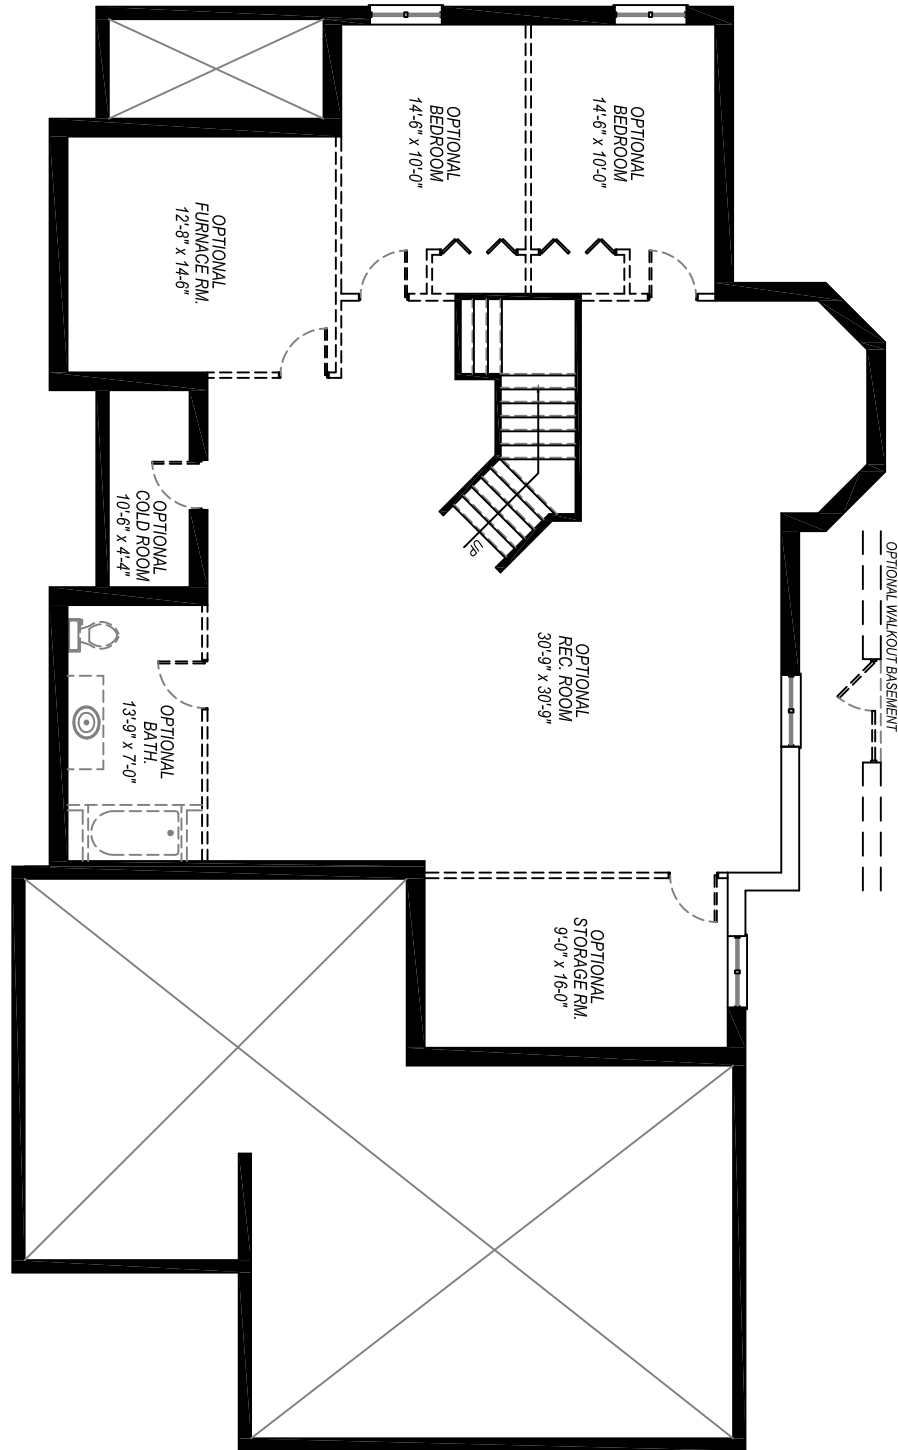 OPTIONAL
BEDROOM
14'-6" x 10'-0"
OPTIONAL
BEDROOM
14'-6" x 10'-0"
OPTIONAL
FURNACE RM.
12'-8" x 14'-6"
OPTIONAL
COLD ROOM
10'-6" x 4'-4"
UP
OPTIONAL WALKOUT BASEMENT
OPTIONAL
REC. ROOM
30'-9" x 30'-9"
OPTIONAL
BATH.
13'-9" x 7'-0"
OPTIONAL
STORAGE RM.
9'-0" x 16'-0"